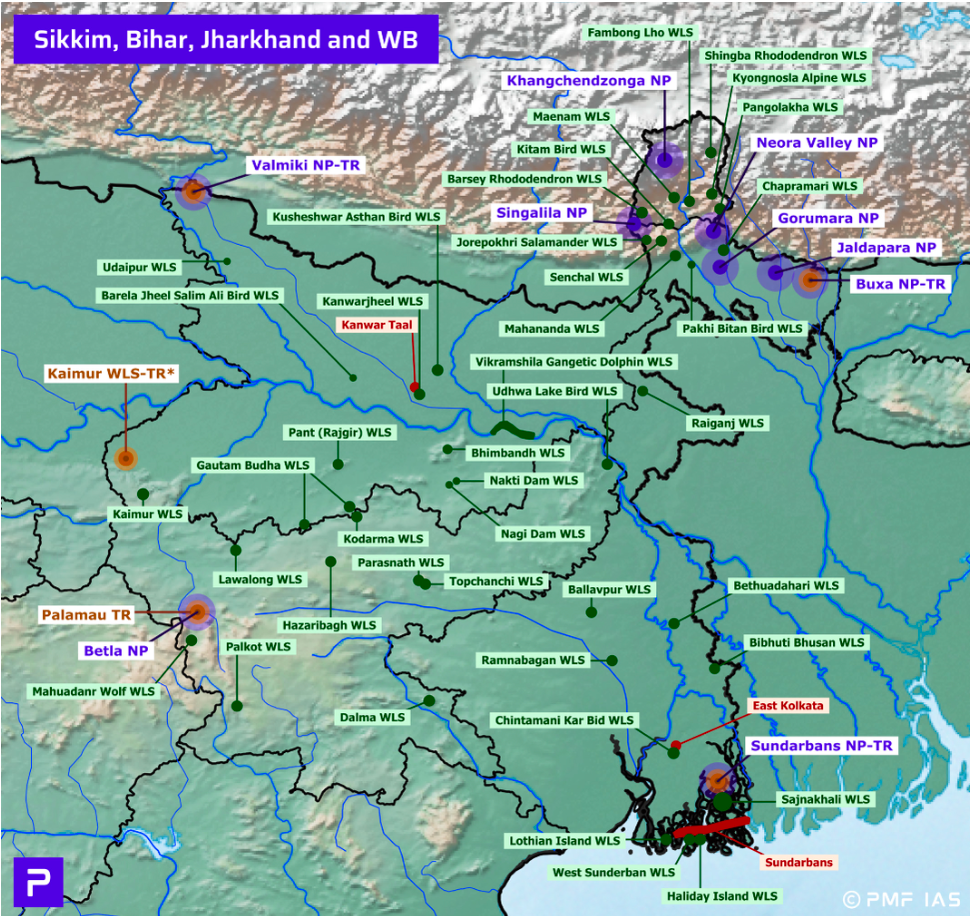 Sikkim, Bihar, Jharkhand and WB
Fambong Lho WLS
Shingba Rhododendron WLS
Khangchendzonga NP
Kyongnosla Alpine WLS
Maenam WLS
Pangolakha WLS
Kitam Bird WLS
Neora Valley NP
Valmiki NP-TR
Barsey Rhododendron WLS
Chapramari WLS
Kusheshwar Asthan Bird WLS
Singalila NP
Gorumara NP
Jorepokhri Salamander WLS
Jaldapara NP
Udaipur WLS
Senchal WLS
Buxa NP-TR
Barela Jheel Salim Ali Bird WLS
Kanwarjheel WLS
Kanwar Taal
Mahananda WLS
Pakhi Bitan Bird WLS
Vikramshila Gangetic Dolphin WLS
Kaimur WLS-TR*
Udhwa Lake Bird WLS
Raiganj WLS
Pant (Rajgir) WLS
Bhimbandh WLS
Gautam Budha WLS
Nakti Dam WLS
Kaimur WLS
Nagi Dam WLS
Kodarma WLS
Parasnath WLS
Lawalong WLS
Topchanchi WLS
Ballavpur WLS
Bethuadahari WLS
Palamau TR
Hazaribagh WLS
Betla NP
Palkot WLS
Bibhuti Bhusan WLS
Ramnabagan WLS
Mahuadanr Wolf WLS
Dalma WLS
East Kolkata
Chintamani Kar Bid WLS
Sundarbans NP-TR
Sajnakhali WLS
Lothian Island WLS
Sundarbans
West Sunderban WLS
Haliday Island WLS
P
© PMF IAS